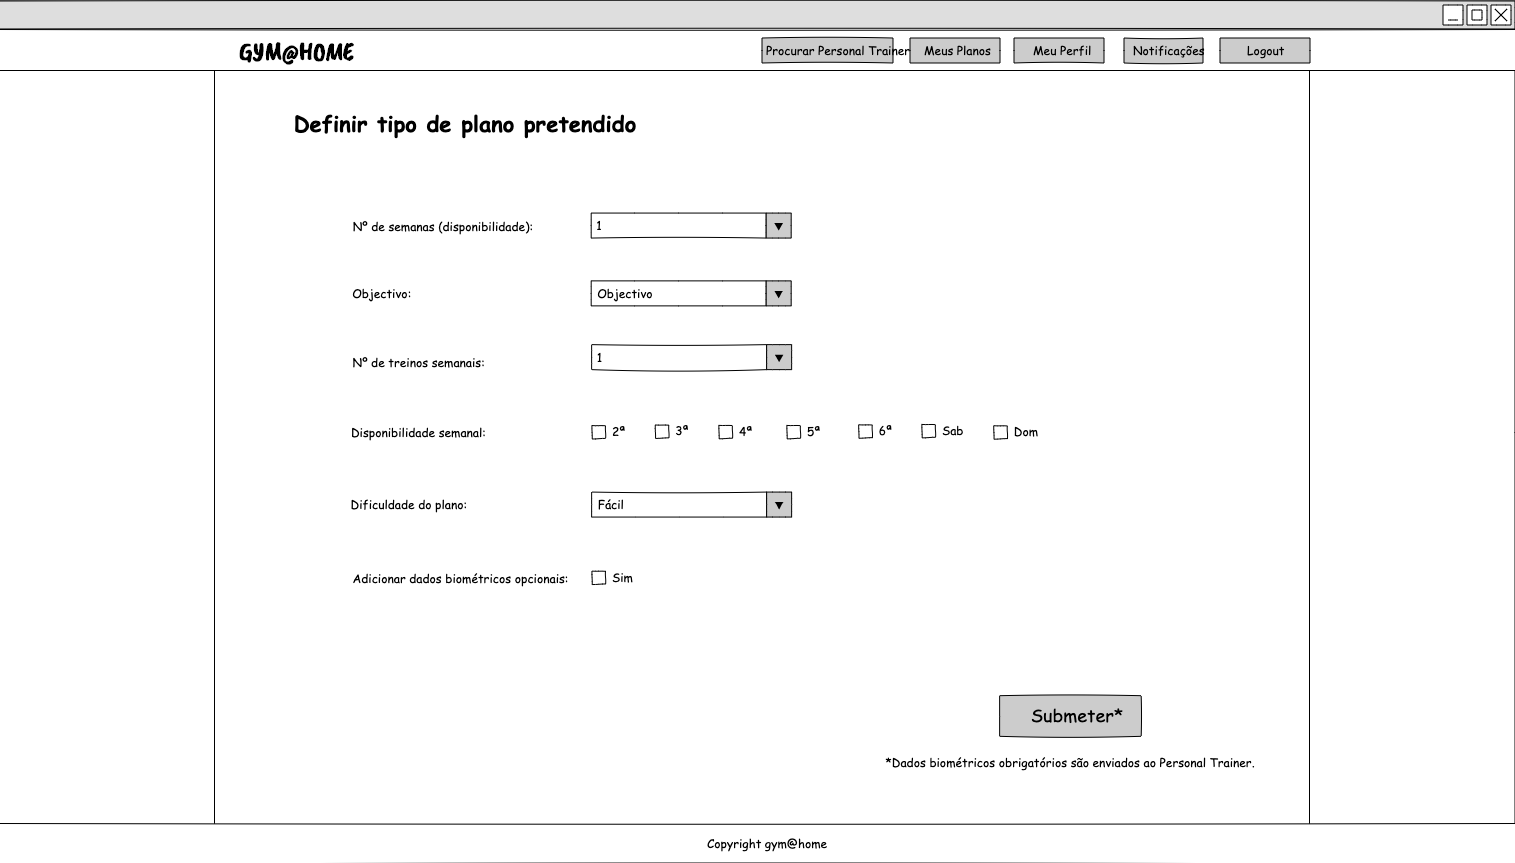 GYM@HOME
Procurar Personal Trainer
Meus Planos
Meu Perfil
Notificações
Logout
Definir tipo de plano pretendido
Nº de semanas (disponibilidade):
1
Objectivo:
Objectivo
Nº de treinos semanais:
1
Disponibilidade semanal:
2ª
3ª
4ª
5ª
6ª
Sab
Dom
Dificuldade do plano:
Fácil
Adicionar dados biométricos opcionais:
Sim
Submeter*
*Dados biométricos obrigatórios são enviados ao Personal Trainer.
Copyright gym@home